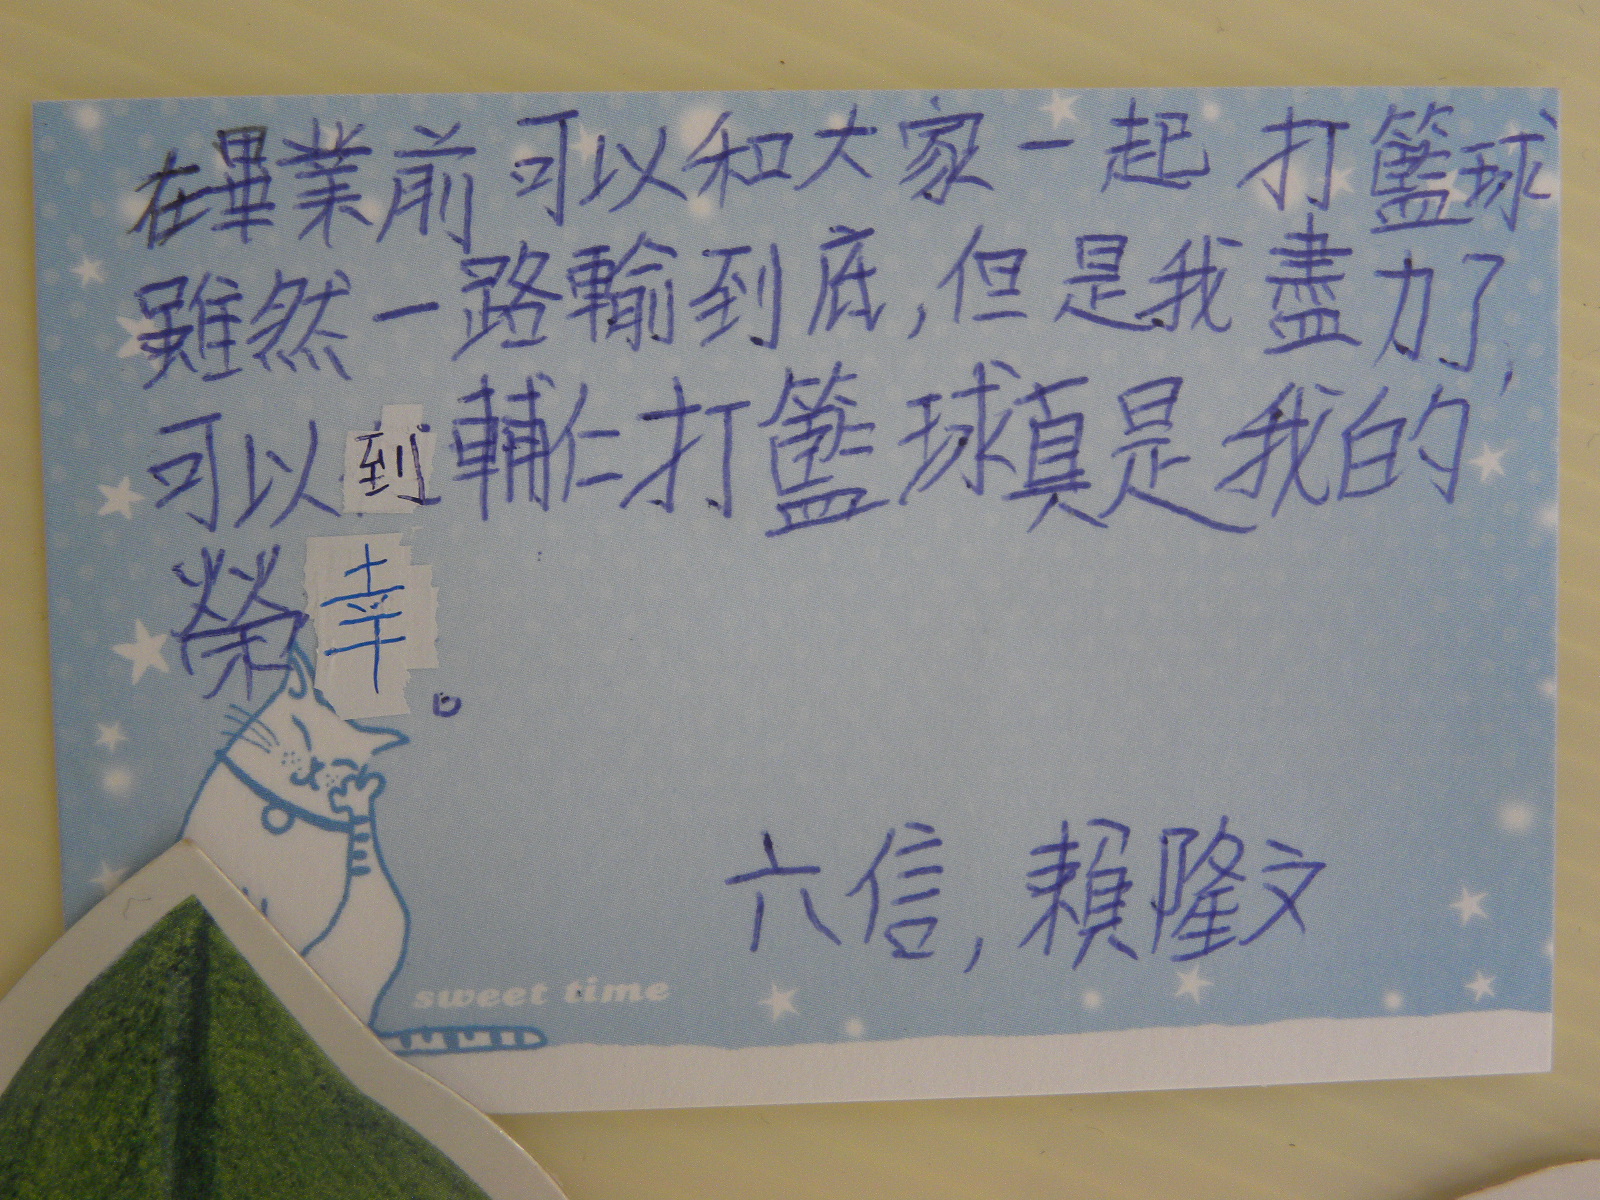 在畢業前可以和大家一起打籃球
雖然一路輸到底,但是我盡力了,
可以到輔仁打籃球真是我的
榮幸。
六信,賴隆文
sweet time